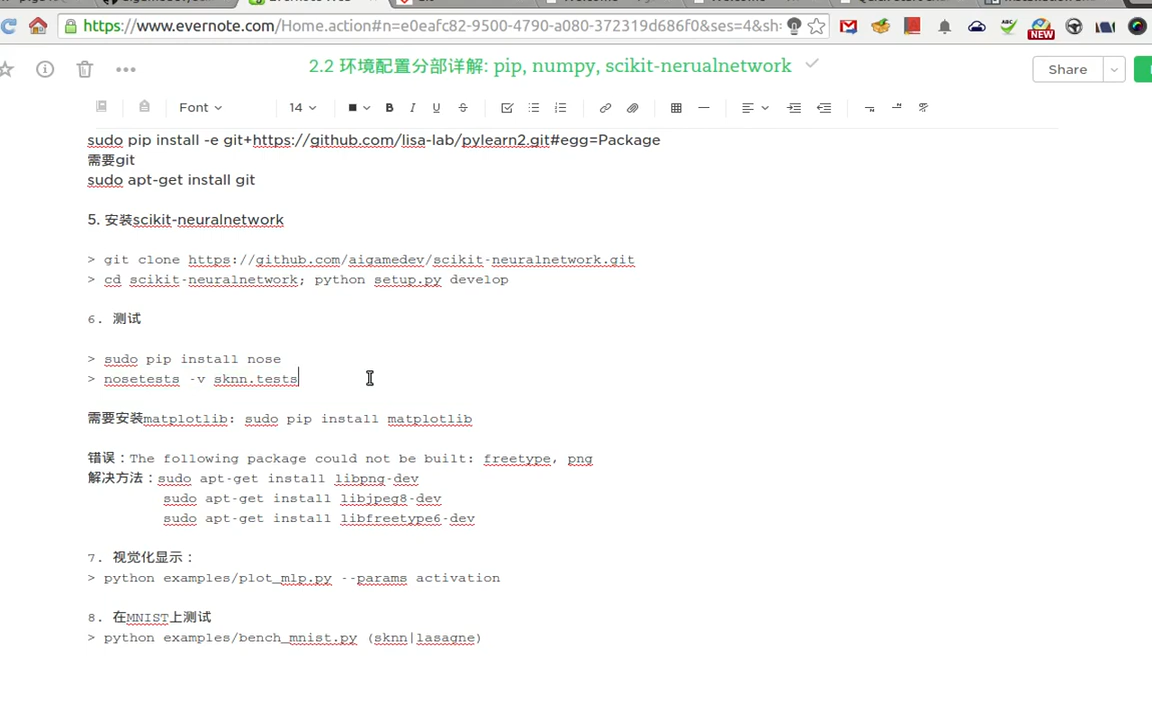 https://www.evernote.com/Home.action#n=e0eafc82-9500-4790-a080-372319d686f0&ses=4&sh:
NEW
2.2 环境配置分部详解: pip, numpy, scikit-nerualnetwork
Share
Font
14
B I U
sudo pip install -e git+https://github.com/lisa-lab/pylearn2.git#egg=Package
需要git
sudo apt-get install git
5. 安装scikit-neuralnetwork
> git clone https://github.com/aigamedev/scikit-neuralnetwork.git
> cd scikit-neuralnetwork; python setup.py develop
6. 测试
> sudo pip install nose
> nosetests -v sknn.tests
需要安装matplotlib: sudo pip install matplotlib
错误：The following package could not be built: freetype, png
解决方法：sudo apt-get install libpng-dev
sudo apt-get install libjpeg8-dev
sudo apt-get install libfreetype6-dev
7. 视觉化显示：
> python examples/plot_mlp.py --params activation
8. 在MNIST上测试
> python examples/bench_mnist.py (sknn|lasagne)